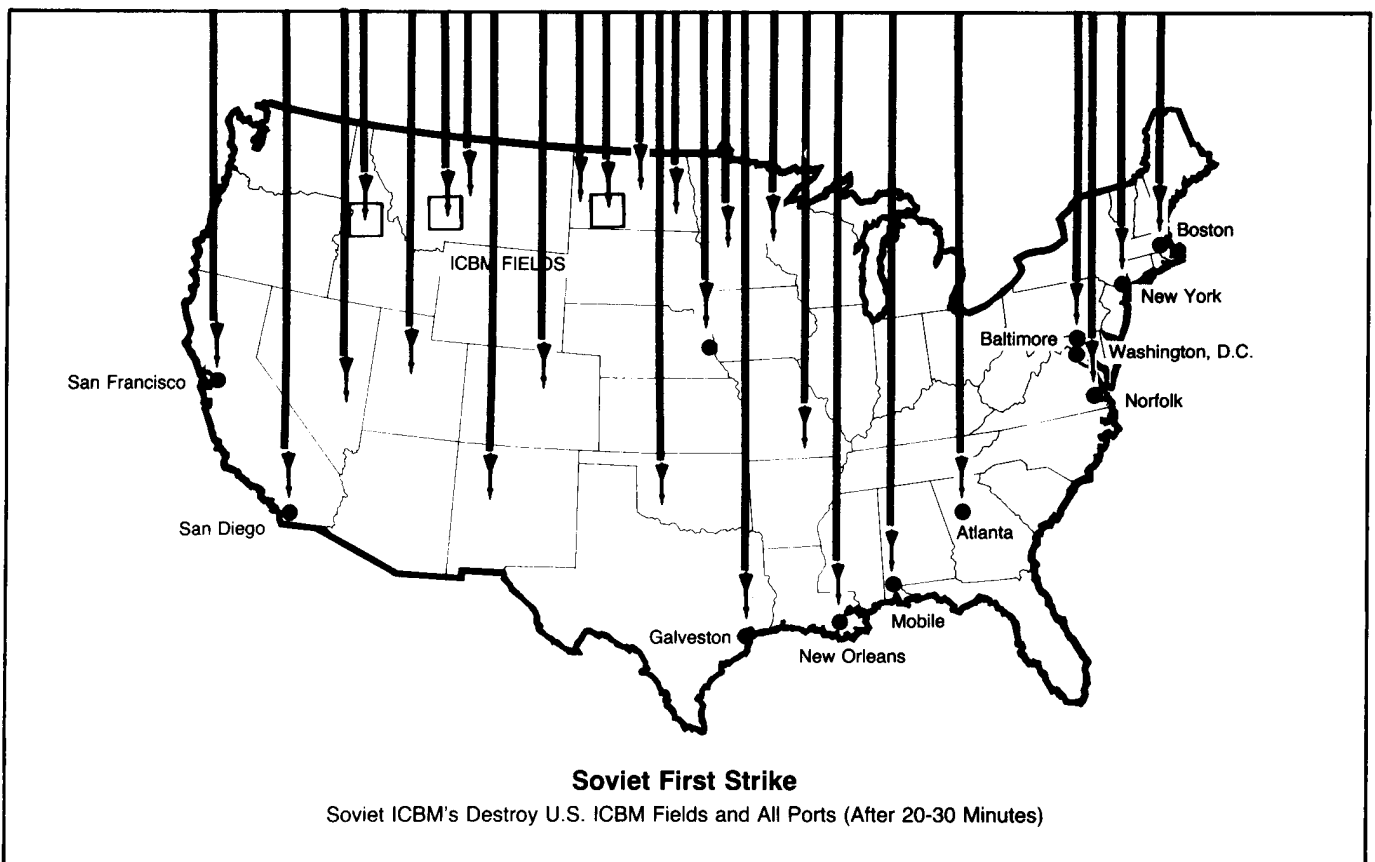 Boston
New York
Baltimore
Washington, D.C.
ICBM FIELDS
San Francisco
Norfolk
San Diego
Atlanta
Mobile
Galveston
New Orleans
Soviet First Strike
Soviet ICBM's Destroy U.S. ICBM Fields and All Ports (After 20-30 Minutes)